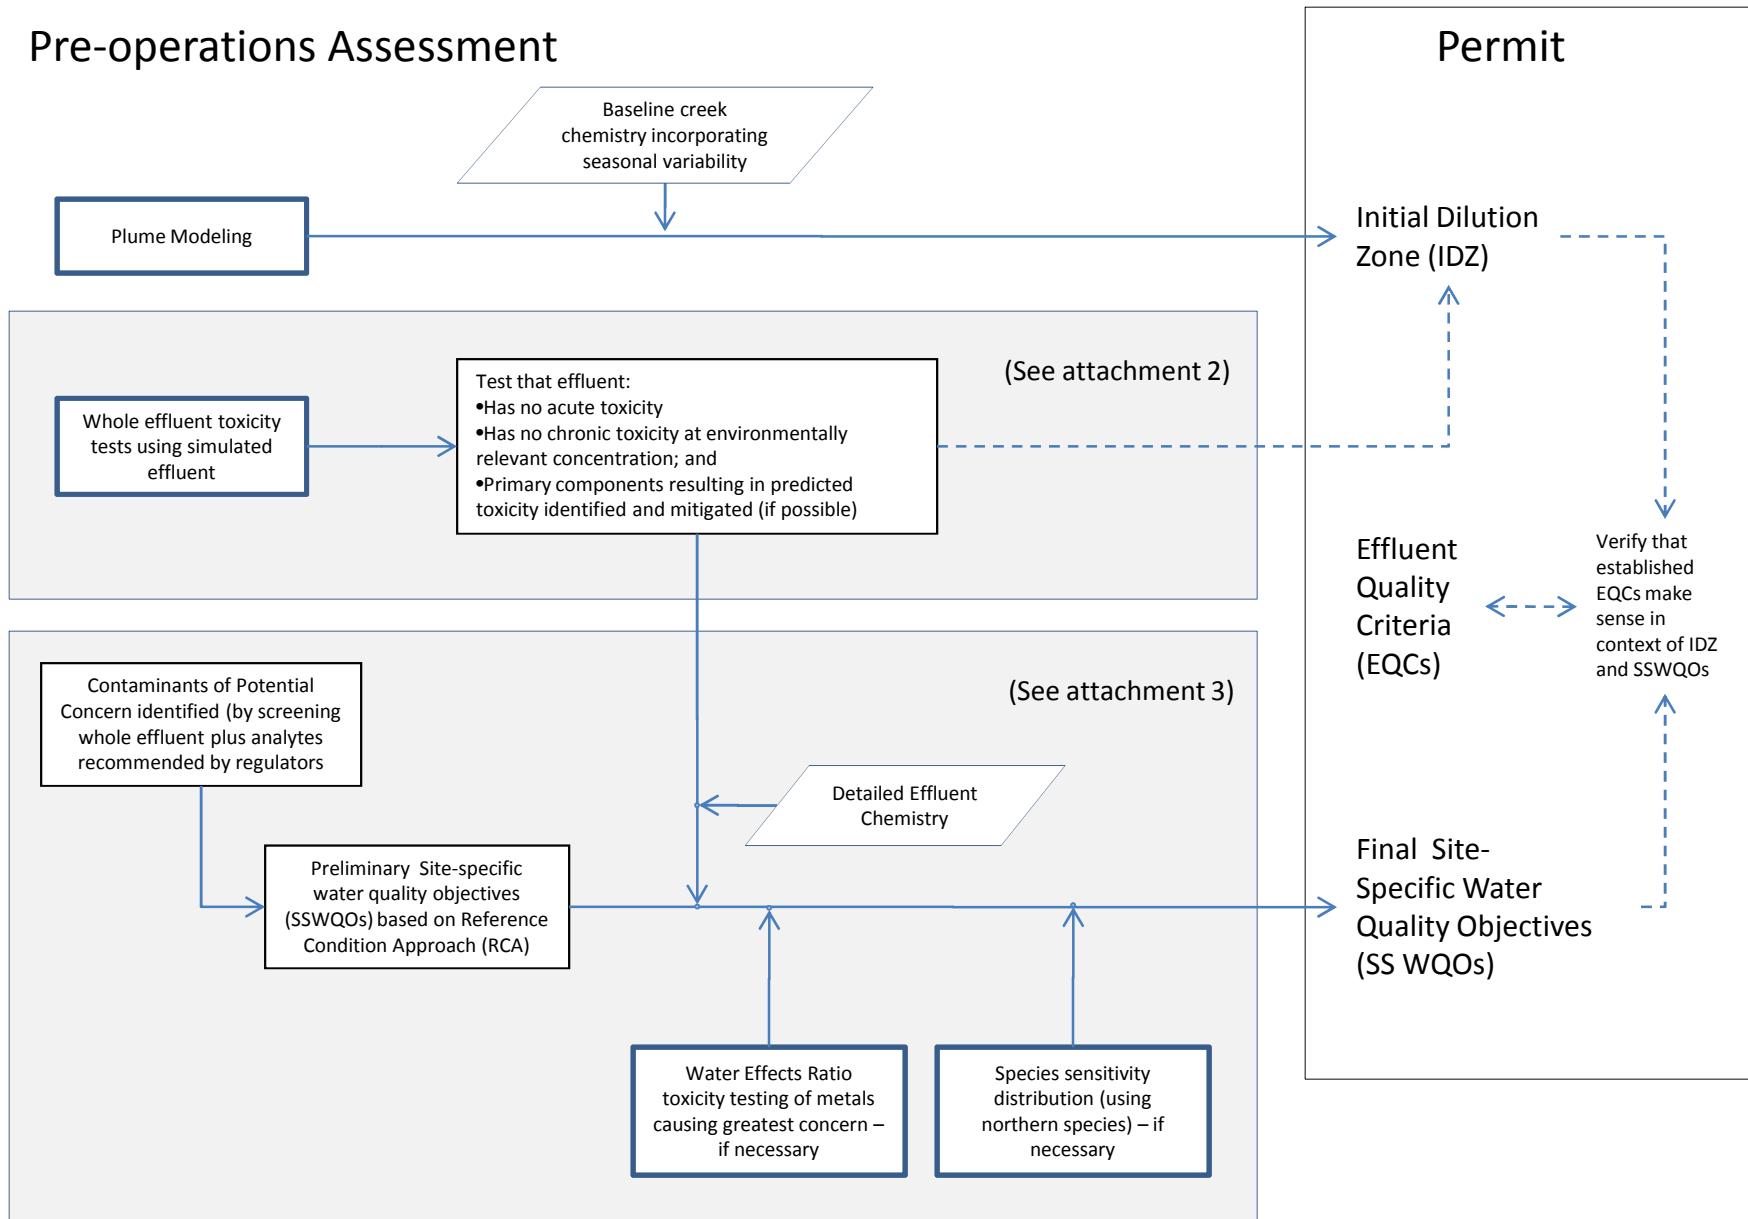 Pre-operations Assessment
Permit
Baseline creek
chemistry incorporating
seasonal variability
Plume Modeling
Initial Dilution
Zone (IDZ)
(See attachment 2)
Whole effluent toxicity
tests using simulated
effluent
Test that effluent:
•Has no acute toxicity
•Has no chronic toxicity at environmentally
relevant concentration; and
•Primary components resulting in predicted
toxicity identified and mitigated (if possible)
Effluent
Quality
Criteria
(EQCs)
Verify that
established
EQCs make
sense in
context of IDZ
and SSWQOs
(See attachment 3)
Contaminants of Potential
Concern identified (by screening
whole effluent plus analytes
recommended by regulators
Detailed Effluent
Chemistry
Preliminary Site-specific
water quality objectives
(SSWQOs) based on Reference
Condition Approach (RCA)
Final Site-
Specific Water
Quality Objectives
(SS WQOs)
Water Effects Ratio
toxicity testing of metals
causing greatest concern –
if necessary
Species sensitivity
distribution (using
northern species) – if
necessary